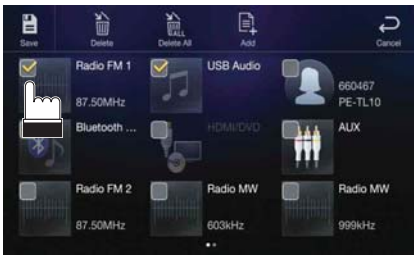 Save
Delete
ALL
Delete All
Add
Cancel
Radio FM 1
87.50MHz
USB Audio
660467
PE-TL10
Bluetooth ...
HDMI/DVD
AUX
Radio FM 2
87.50MHz
Radio MW
603kHz
Radio MW
999kHz